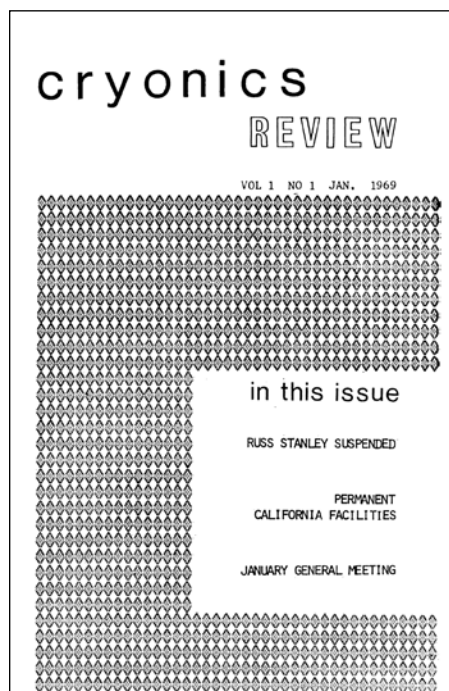 cryonics
REVIEW
VOL 1 NO 1 JAN. 1969
in this issue
RUSS STANLEY SUSPENDED
PERMANENT
CALIFORNIA FACILITIES
JANUARY GENERAL MEETING